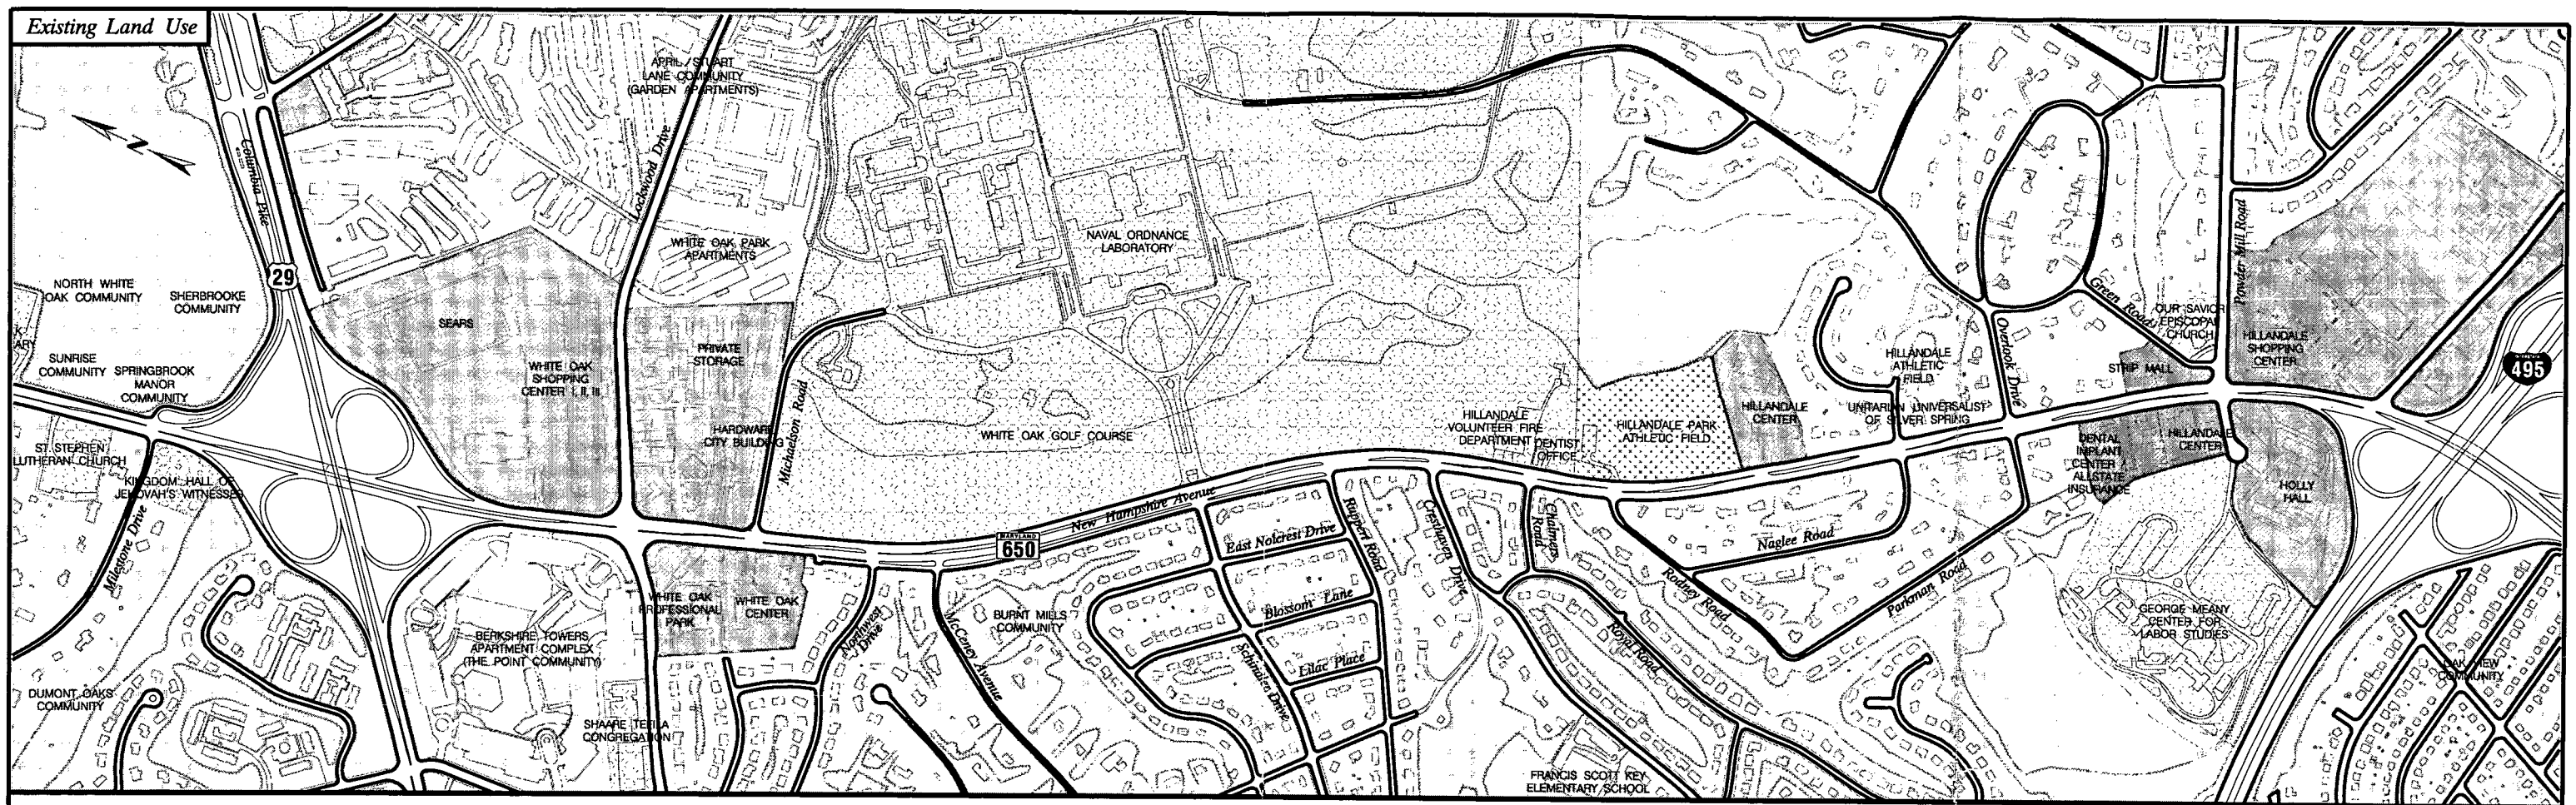 Existing Land Use
APRIL/STUART
LANE COMMUNITY
(GARDEN APARTMENTS)
Columbia Pike
Lockwood Drive
N
29
NORTH WHITE
OAK COMMUNITY
SHERBROOKE
COMMUNITY
SUNRISE
COMMUNITY
SPRINGBROOK
MANOR
COMMUNITY
ST. STEPHEN
LUTHERAN CHURCH
KINGDOM HALL OF
JEHOVAH'S WITNESSES
Milestone Drive
DUMONT OAKS
COMMUNITY
SEARS
WHITE OAK
SHOPPING
CENTER I, II, III
WHITE OAK PARK
APARTMENTS
PRIVATE
STORAGE
HARDWARE
CITY BUILDING
Michaelson Road
NAVAL ORDNANCE
LABORATORY
WHITE OAK GOLF COURSE
BERKSHIRE TOWERS
APARTMENT COMPLEX
(THE POINT COMMUNITY)
SHAARE TEFILA
CONGREGATION
WHITE OAK
PROFESSIONAL
PARK
WHITE OAK
CENTER
Northwest
Drive
McCeney Avenue
BURNT MILLS
COMMUNITY
MARYLAND
650
New Hampshire Avenue
East Nolcrest Drive
Blossom Lane
Lilac Place
Schindler Drive
Ruppert Road
Cresthaven Drive
Chalmers
Road
Royal Road
Rodney Road
Naglee Road
Parkman Road
FRANCIS SCOTT KEY
ELEMENTARY SCHOOL
HILLANDALE
VOLUNTEER FIRE
DEPARTMENT
DENTIST
OFFICE
HILLANDALE PARK
ATHLETIC FIELD
HILLANDALE
CENTER
HILLANDALE
ATHLETIC
FIELD
UNITARIAN UNIVERSALIST
OF SILVER SPRING
Overlook Drive
Green Road
OUR SAVIOR
EPISCOPAL
CHURCH
STRIP MALL
Powder Mill Road
HILLANDALE
SHOPPING
CENTER
495
DENTAL
IMPLANT
CENTER
ALLSTATE
INSURANCE
HILLANDALE
CENTER
HOLLY
HALL
GEORGE MEANY
CENTER FOR
LABOR STUDIES
OAK VIEW
COMMUNITY